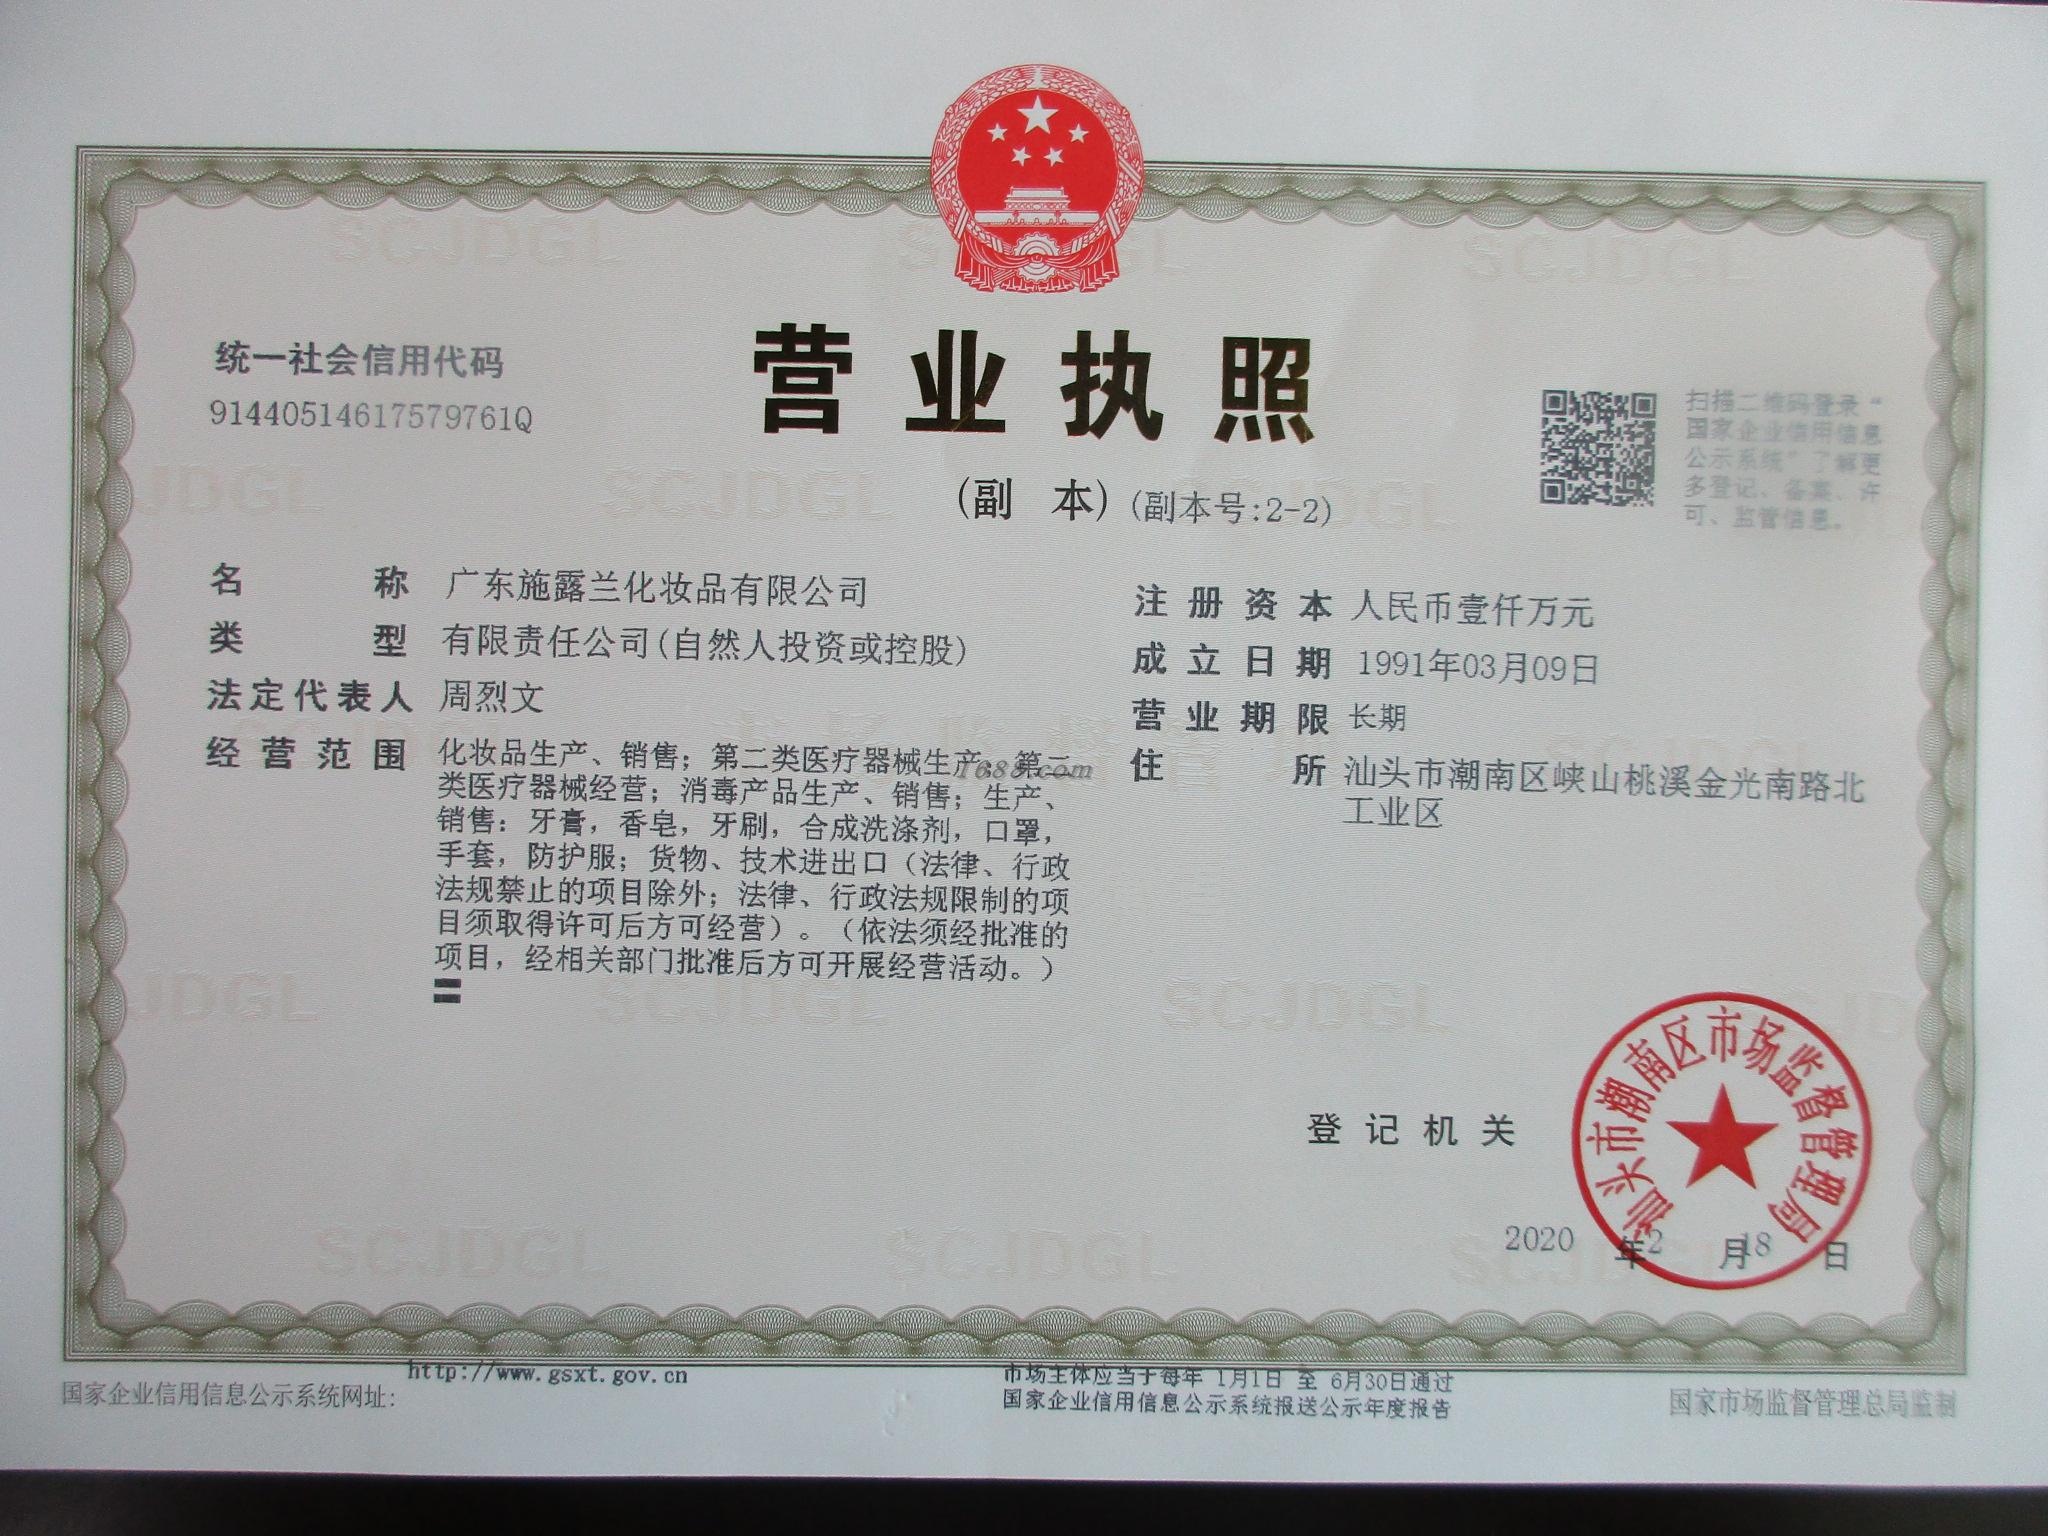 统一社会信用代码
91440514617579761Q
营业执照
(副 本) (副本号:2-2)
扫描二维码登录“
国家企业信用信息
公示系统”了解更
多登记、备案、许
可、监管信息。
名 称 广东施露兰化妆品有限公司
类 型 有限责任公司(自然人投资或控股)
法定代表人 周烈文
经营范围 化妆品生产、销售；第二类医疗器械生产。第二
类医疗器械经营；消毒产品生产、销售；生产、
销售：牙膏，香皂，牙刷，合成洗涤剂，口罩，
手套，防护服；货物、技术进出口（法律、行政
法规禁止的项目除外；法律、行政法规限制的项
目须取得许可后方可经营）。（依法须经批准的
项目，经相关部门批准后方可开展经营活动。）
〓
1688.com
注册资本 人民币壹仟万元
成立日期 1991年03月09日
营业期限 长期
住 所 汕头市潮南区峡山桃溪金光南路北
工业区
登记机关
汕头市潮南区市场监督管理局
2020 年2 月18 日
国家企业信用信息公示系统网址: http://www.gsxt.gov.cn
市场主体应当于每年 1月1日 至 6月30日通过
国家企业信用信息公示系统报送公示年度报告
国家市场监督管理总局监制
SCJDGL
SCJDGL
SCJDGL
JDGL
SCJDGL
JDGL
SCJDGL
SCJDGL
SCJDGL
SCJDGL